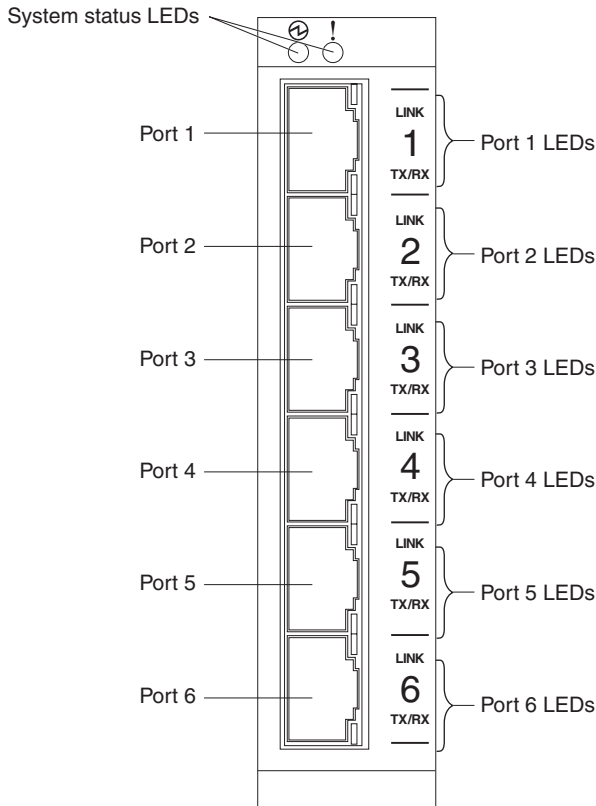 System status LEDs
!
LINK
Port 1
1
Port 1 LEDs
TX/RX
LINK
Port 2
2
Port 2 LEDs
TX/RX
LINK
Port 3
3
Port 3 LEDs
TX/RX
LINK
Port 4
4
Port 4 LEDs
TX/RX
LINK
Port 5
5
Port 5 LEDs
TX/RX
LINK
Port 6
6
Port 6 LEDs
TX/RX